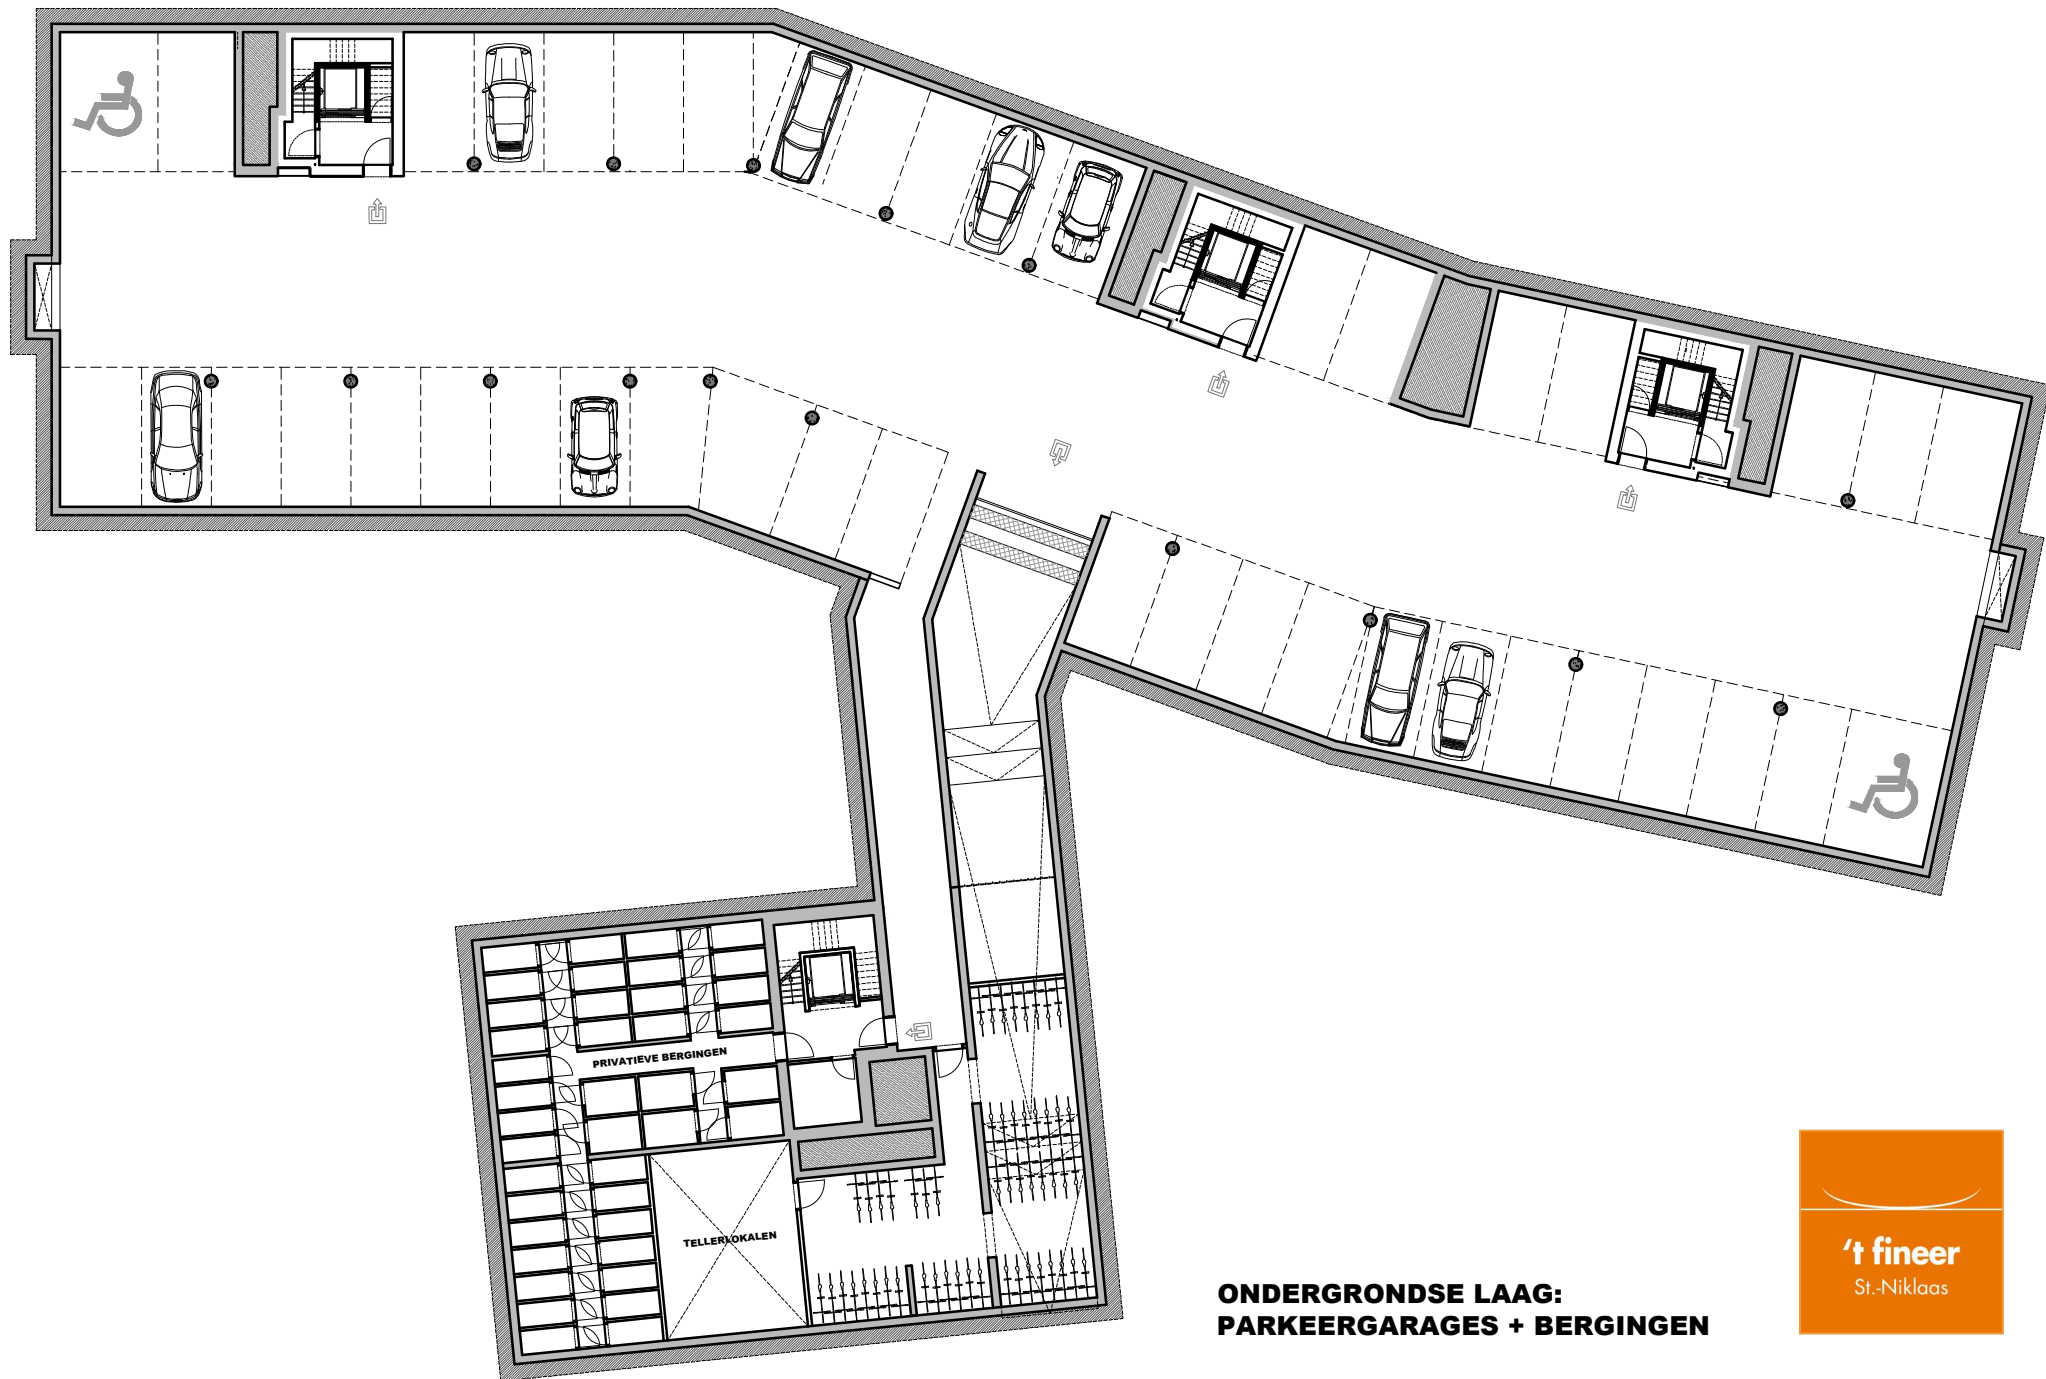 PRIVATIEVE BERGINGEN
TELLERLOKALEN
ONDERGRONDSE LAAG:
PARKEERGARAGES + BERGINGEN
‘t fineer
St.-Niklaas